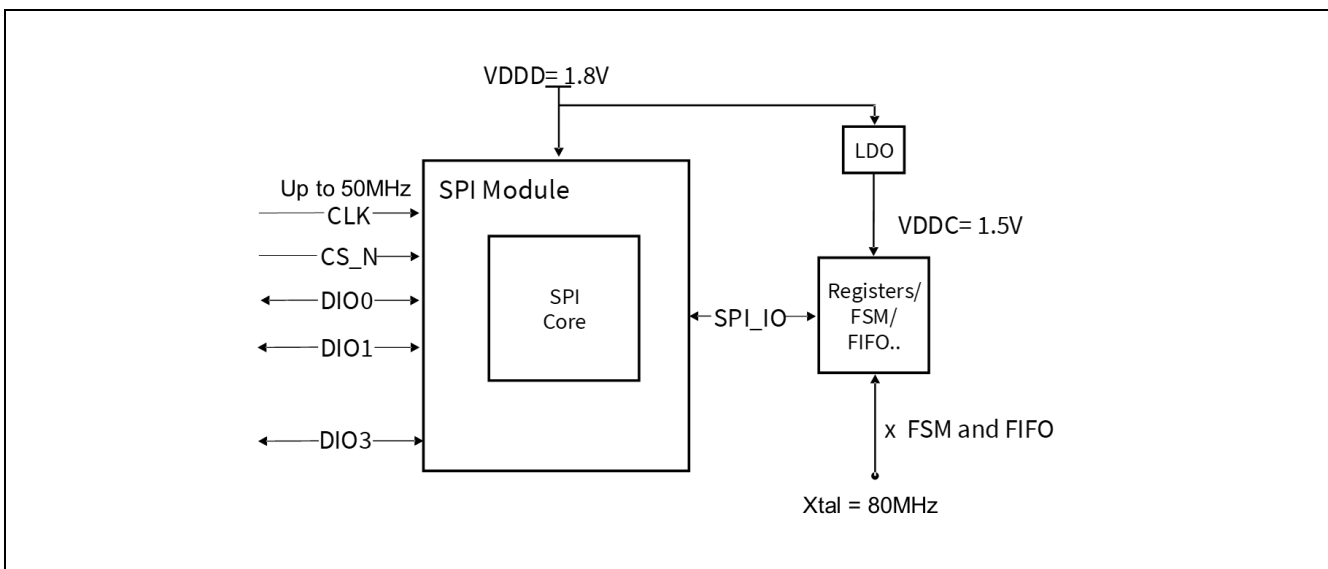 VDDD= 1.8V
LDO
Up to 50MHz
SPI Module
CLK
VDDC= 1.5V
CS_N
SPI
Core
DIO0
Registers/
FSM/
FIFO..
SPI_IO
DIO1
DIO3
x FSM and FIFO
Xtal = 80MHz